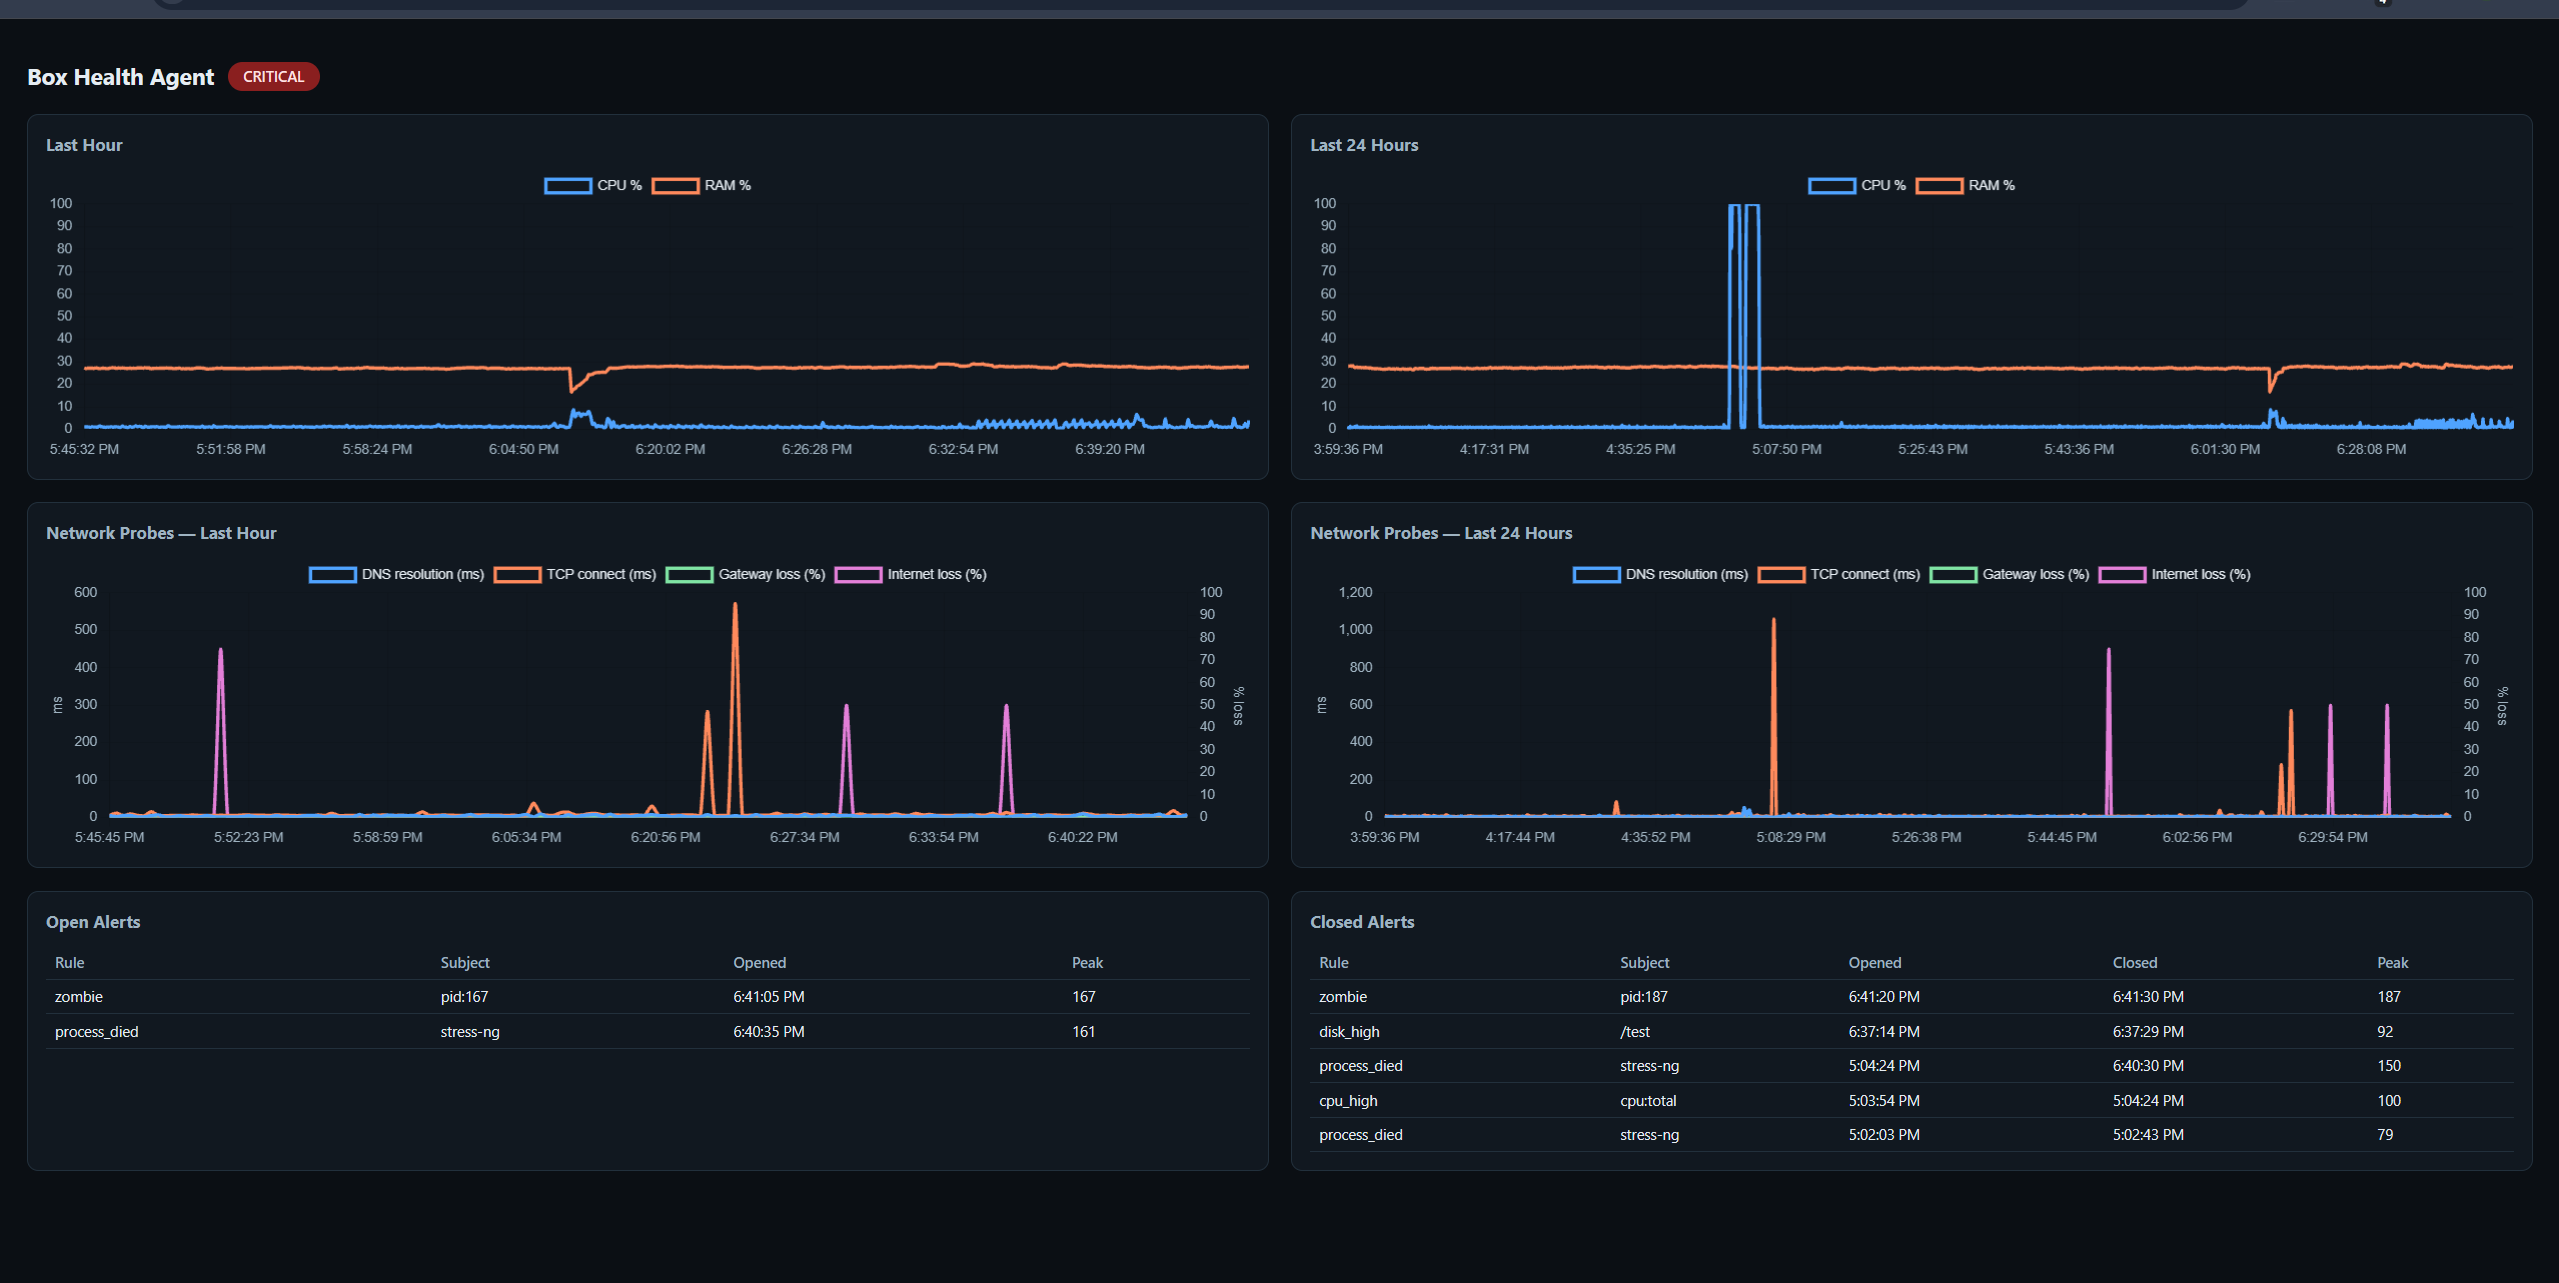 Box Health Agent CRITICAL
Last Hour
CPU % RAM %
100
90
80
70
60
50
40
30
20
10
0
5:45:32 PM 5:51:58 PM 5:58:24 PM 6:04:50 PM 6:20:02 PM 6:26:28 PM 6:32:54 PM 6:39:20 PM
Last 24 Hours
CPU % RAM %
100
90
80
70
60
50
40
30
20
10
0
3:59:36 PM 4:17:31 PM 4:35:25 PM 5:07:50 PM 5:25:43 PM 5:43:36 PM 6:01:30 PM 6:28:08 PM
Network Probes — Last Hour
DNS resolution (ms) TCP connect (ms) Gateway loss (%) Internet loss (%)
600
500
400
300
200
100
0
ms
100
90
80
70
60
50
40
30
20
10
0
% loss
5:45:45 PM 5:52:23 PM 5:58:59 PM 6:05:34 PM 6:20:56 PM 6:27:34 PM 6:33:54 PM 6:40:22 PM
Network Probes — Last 24 Hours
DNS resolution (ms) TCP connect (ms) Gateway loss (%) Internet loss (%)
1,200
1,000
800
600
400
200
0
ms
100
90
80
70
60
50
40
30
20
10
0
% loss
3:59:36 PM 4:17:44 PM 4:35:52 PM 5:08:29 PM 5:26:38 PM 5:44:45 PM 6:02:56 PM 6:29:54 PM
Open Alerts
Rule Subject Opened Peak
zombie pid:167 6:41:05 PM 167
process_died stress-ng 6:40:35 PM 161
Closed Alerts
Rule Subject Opened Closed Peak
zombie pid:187 6:41:20 PM 6:41:30 PM 187
disk_high /test 6:37:14 PM 6:37:29 PM 92
process_died stress-ng 5:04:24 PM 6:40:30 PM 150
cpu_high cpu:total 5:03:54 PM 5:04:24 PM 100
process_died stress-ng 5:02:03 PM 5:02:43 PM 79